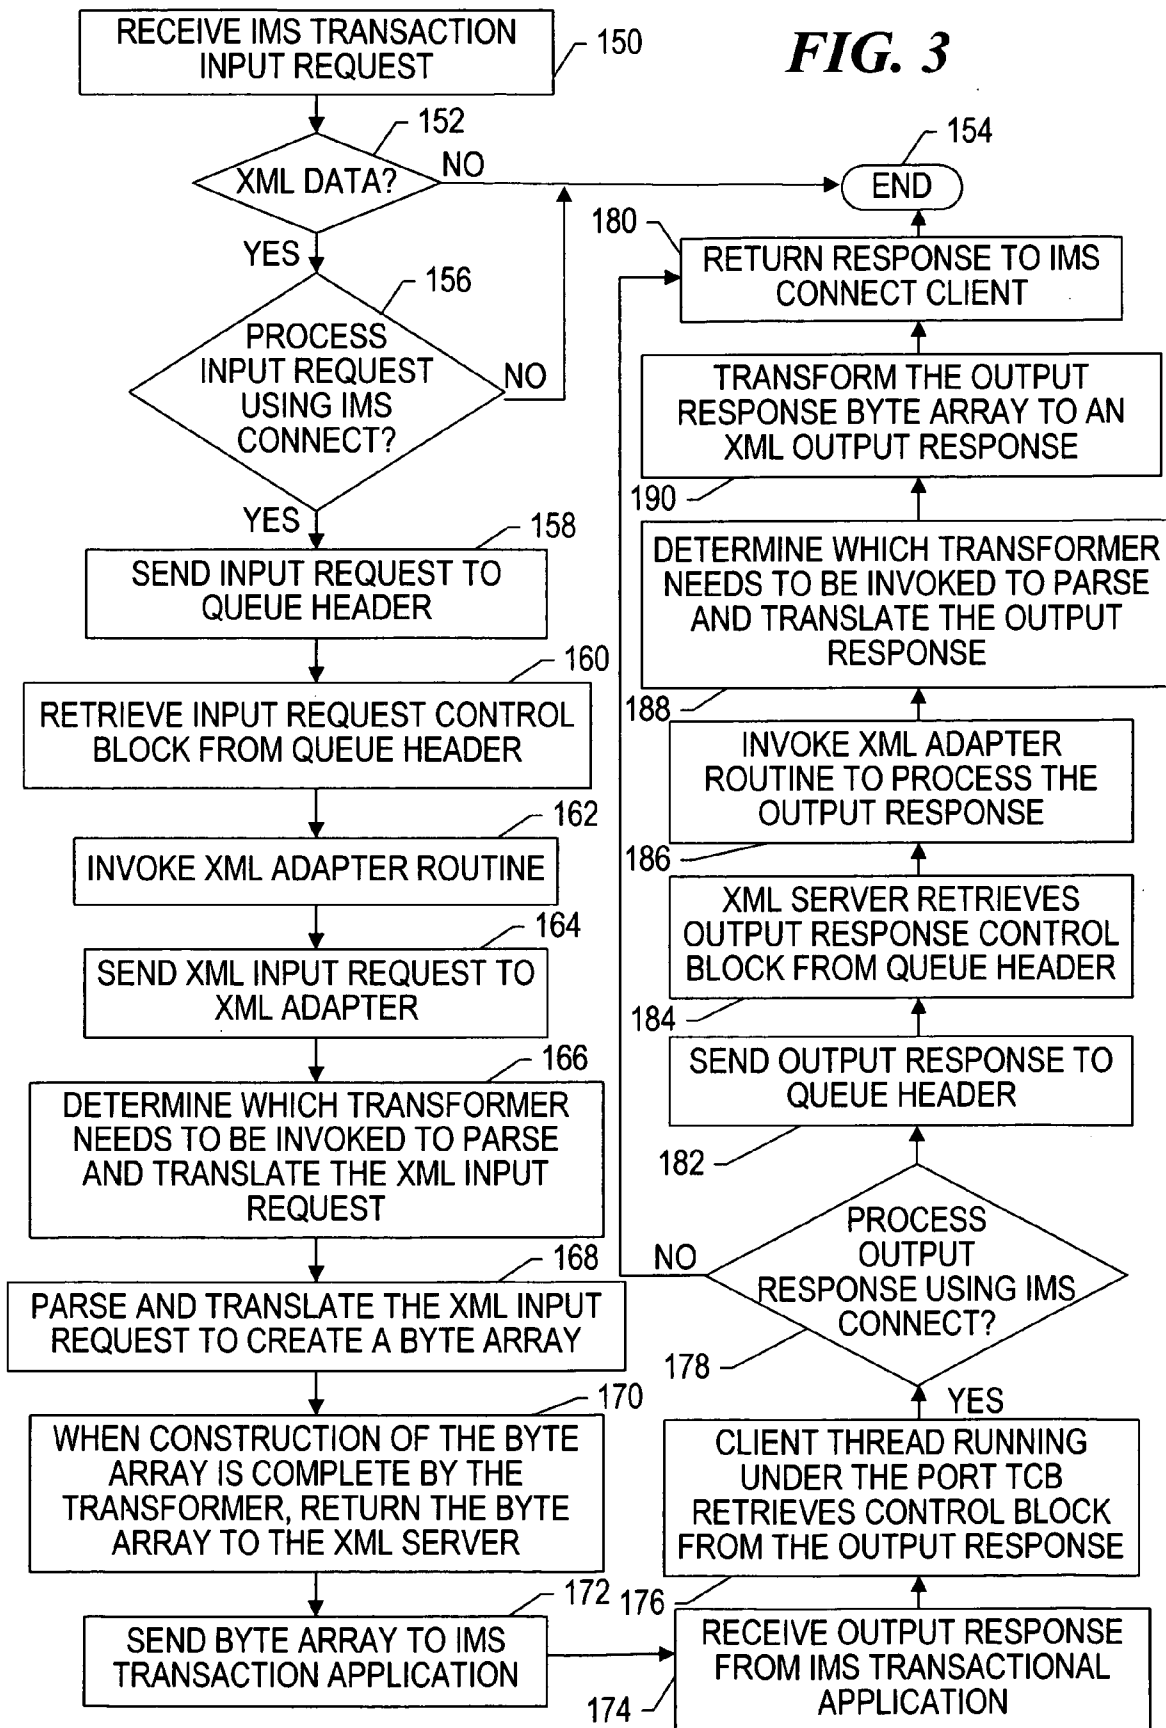 FIG. 3
RECEIVE IMS TRANSACTION
INPUT REQUEST
150
152
XML DATA?
NO
YES
154
END
156
PROCESS
INPUT REQUEST
USING IMS
CONNECT?
NO
YES
158
SEND INPUT REQUEST TO
QUEUE HEADER
160
RETRIEVE INPUT REQUEST CONTROL
BLOCK FROM QUEUE HEADER
162
INVOKE XML ADAPTER ROUTINE
164
SEND XML INPUT REQUEST TO
XML ADAPTER
166
DETERMINE WHICH TRANSFORMER
NEEDS TO BE INVOKED TO PARSE
AND TRANSLATE THE XML INPUT
REQUEST
168
PARSE AND TRANSLATE THE XML INPUT
REQUEST TO CREATE A BYTE ARRAY
170
WHEN CONSTRUCTION OF THE BYTE
ARRAY IS COMPLETE BY THE
TRANSFORMER, RETURN THE BYTE
ARRAY TO THE XML SERVER
172
SEND BYTE ARRAY TO IMS
TRANSACTION APPLICATION
180
RETURN RESPONSE TO IMS
CONNECT CLIENT
TRANSFORM THE OUTPUT
RESPONSE BYTE ARRAY TO AN
XML OUTPUT RESPONSE
190
DETERMINE WHICH TRANSFORMER
NEEDS TO BE INVOKED TO PARSE
AND TRANSLATE THE OUTPUT
RESPONSE
188
INVOKE XML ADAPTER
ROUTINE TO PROCESS THE
OUTPUT RESPONSE
186
XML SERVER RETRIEVES
OUTPUT RESPONSE CONTROL
BLOCK FROM QUEUE HEADER
184
SEND OUTPUT RESPONSE TO
QUEUE HEADER
182
PROCESS
OUTPUT
RESPONSE USING IMS
CONNECT?
NO
178
YES
CLIENT THREAD RUNNING
UNDER THE PORT TCB
RETRIEVES CONTROL BLOCK
FROM THE OUTPUT RESPONSE
176
RECEIVE OUTPUT RESPONSE
FROM IMS TRANSACTIONAL
APPLICATION
174